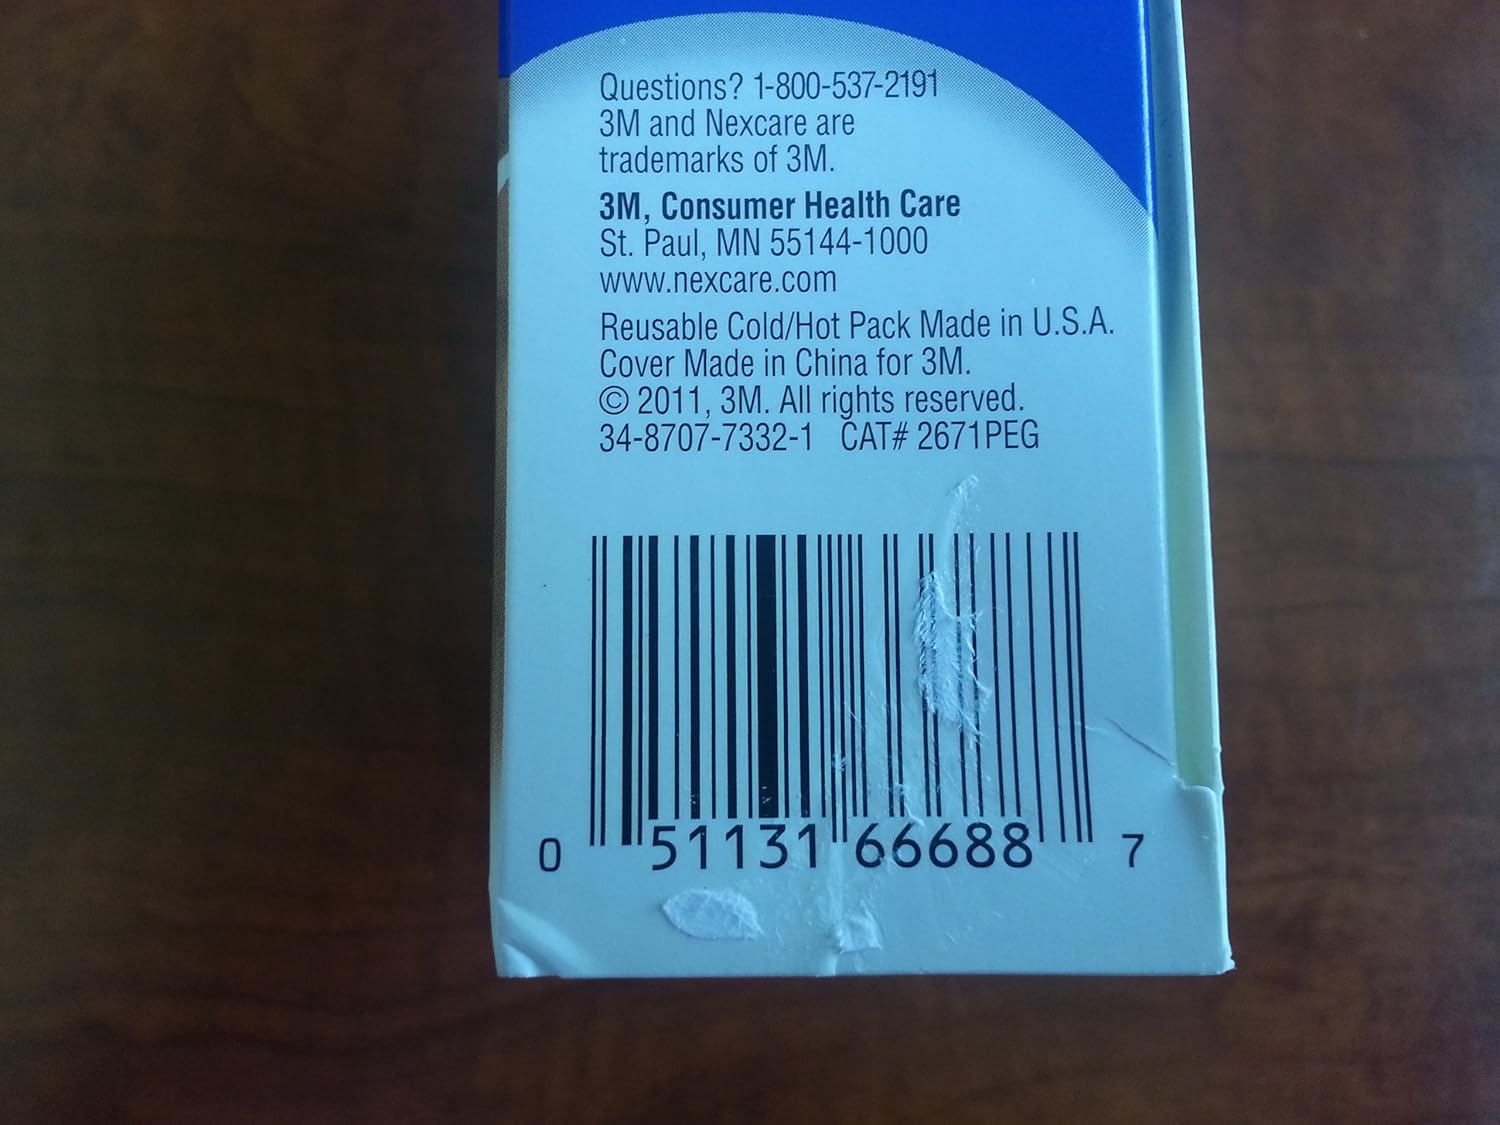 Questions? 1-800-537-2191
3M and Nexcare are
trademarks of 3M.
3M, Consumer Health Care
St. Paul, MN 55144-1000
www.nexcare.com
Reusable Cold/Hot Pack Made in U.S.A.
Cover Made in China for 3M.
© 2011, 3M. All rights reserved.
34-8707-7332-1 CAT# 2671PEG
0 51131 66688 7